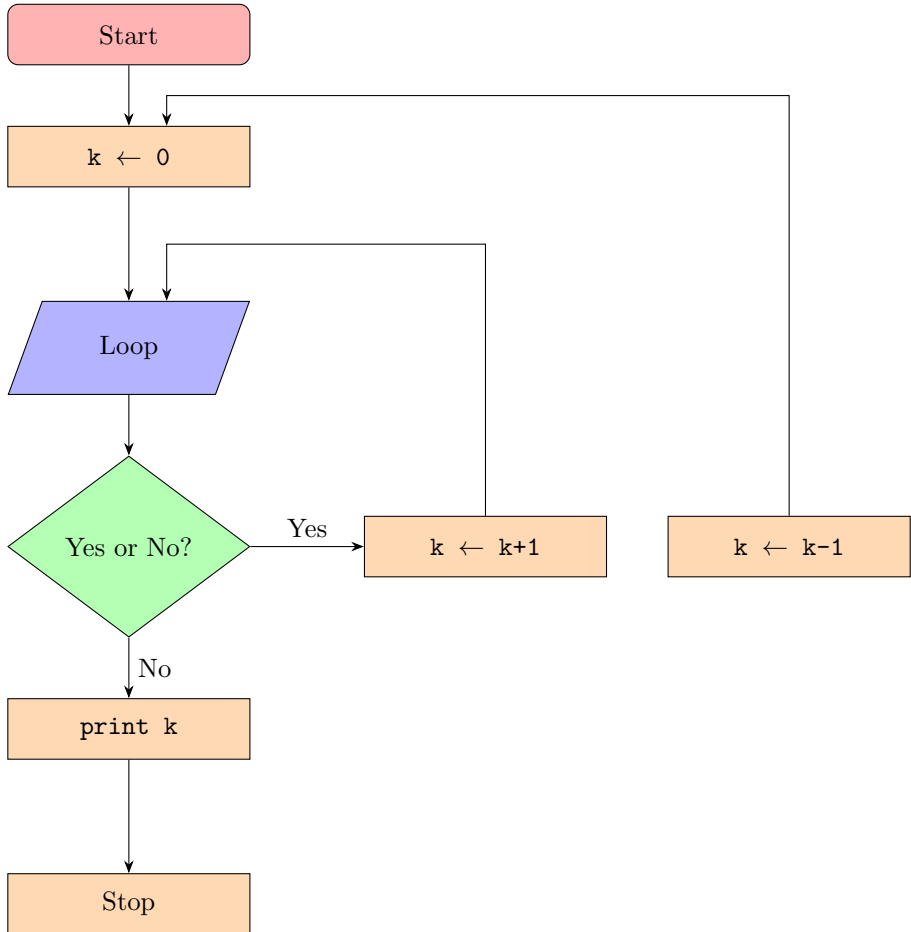 Start
k ← 0
Loop
Yes or No?
Yes
k ← k+1
k ← k-1
No
print k
Stop